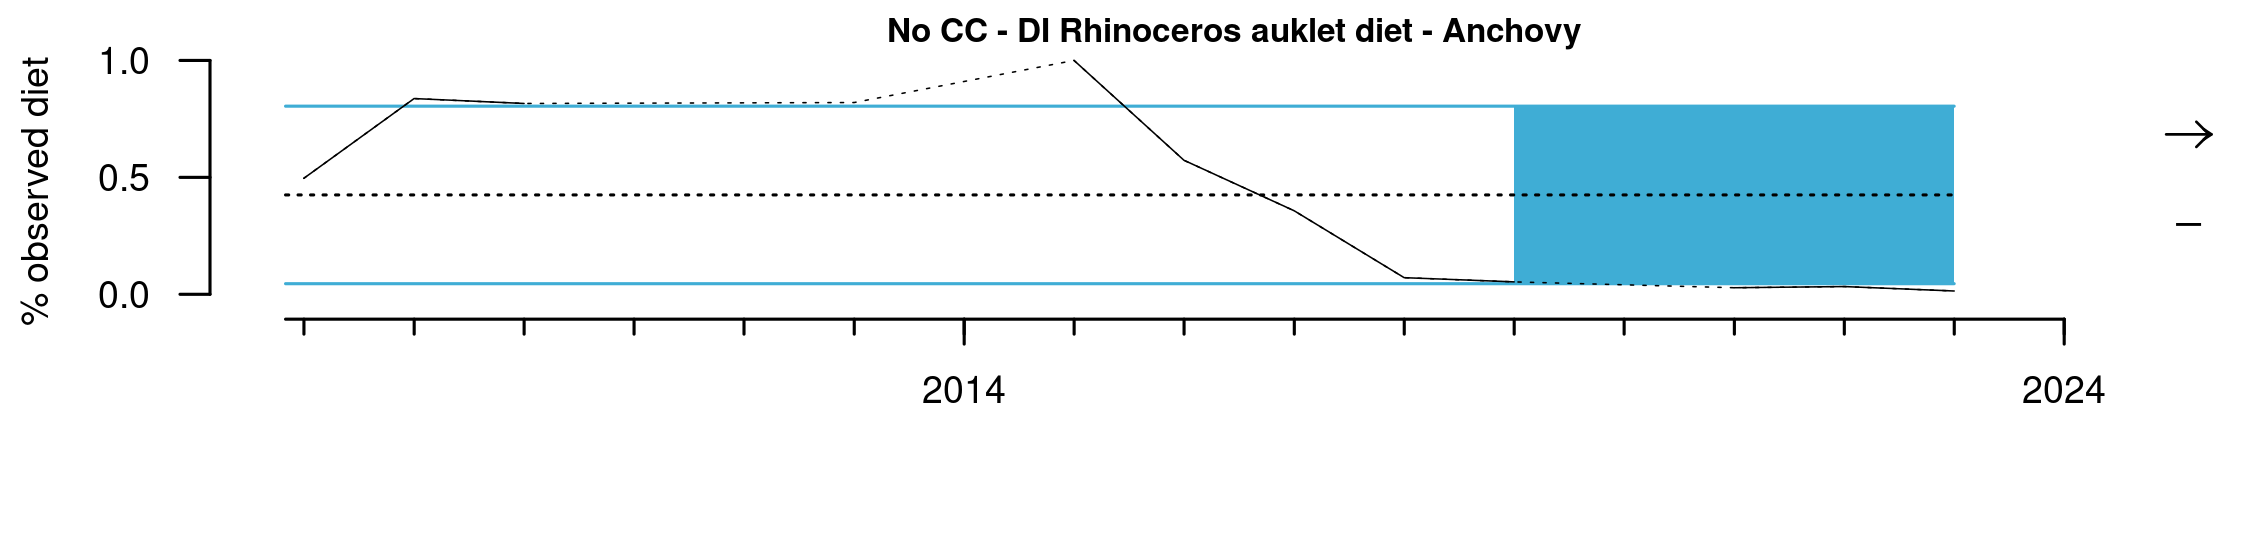 No CC - DI Rhinoceros auklet diet - Anchovy
% observed diet
1.0
0.5
0.0
2014
2024